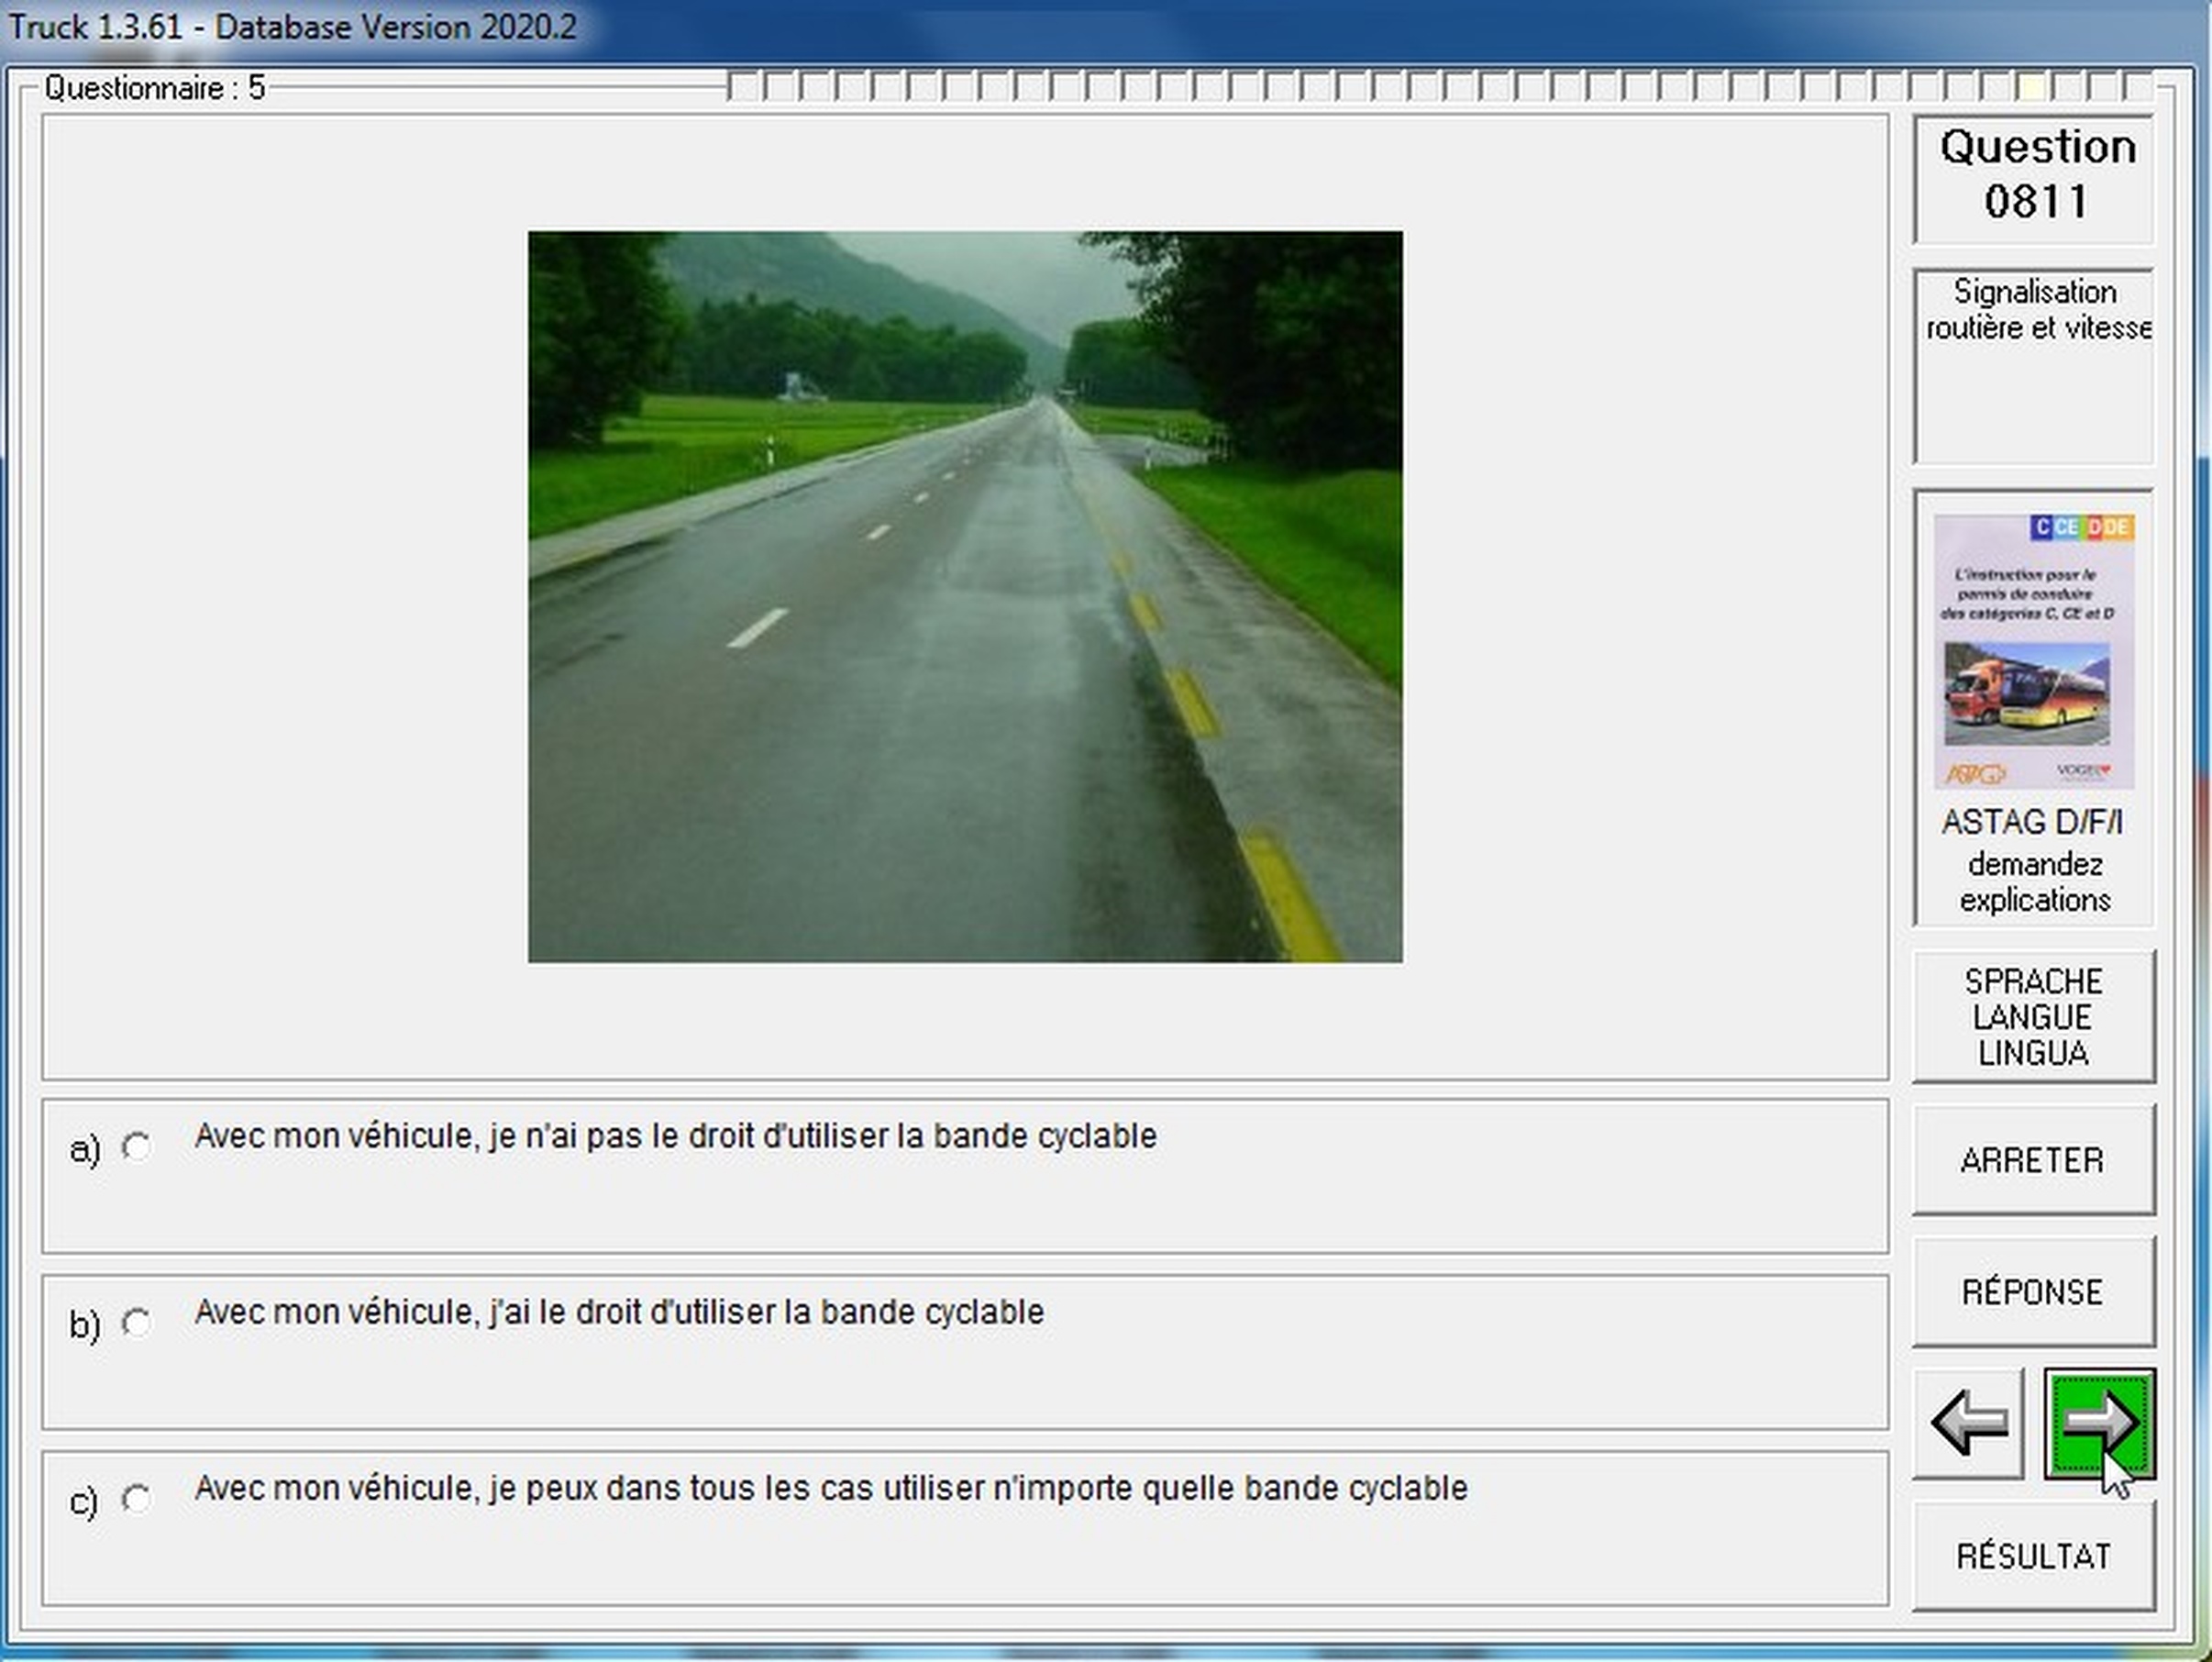 Truck 1.3.61 - Database Version 2020.2
Questionnaire : 5
Question
0811
Signalisation
routière et vitesse
C CE D DE
L'instruction pour le
permis de conduire
des catégories C, CE et D
ASTAG
VOGEL
ASTAG D/F/I
demandez
explications
SPRACHE
LANGUE
LINGUA
ARRETER
RÉPONSE
RÉSULTAT
a) Avec mon véhicule, je n'ai pas le droit d'utiliser la bande cyclable
b) Avec mon véhicule, j'ai le droit d'utiliser la bande cyclable
c) Avec mon véhicule, je peux dans tous les cas utiliser n'importe quelle bande cyclable